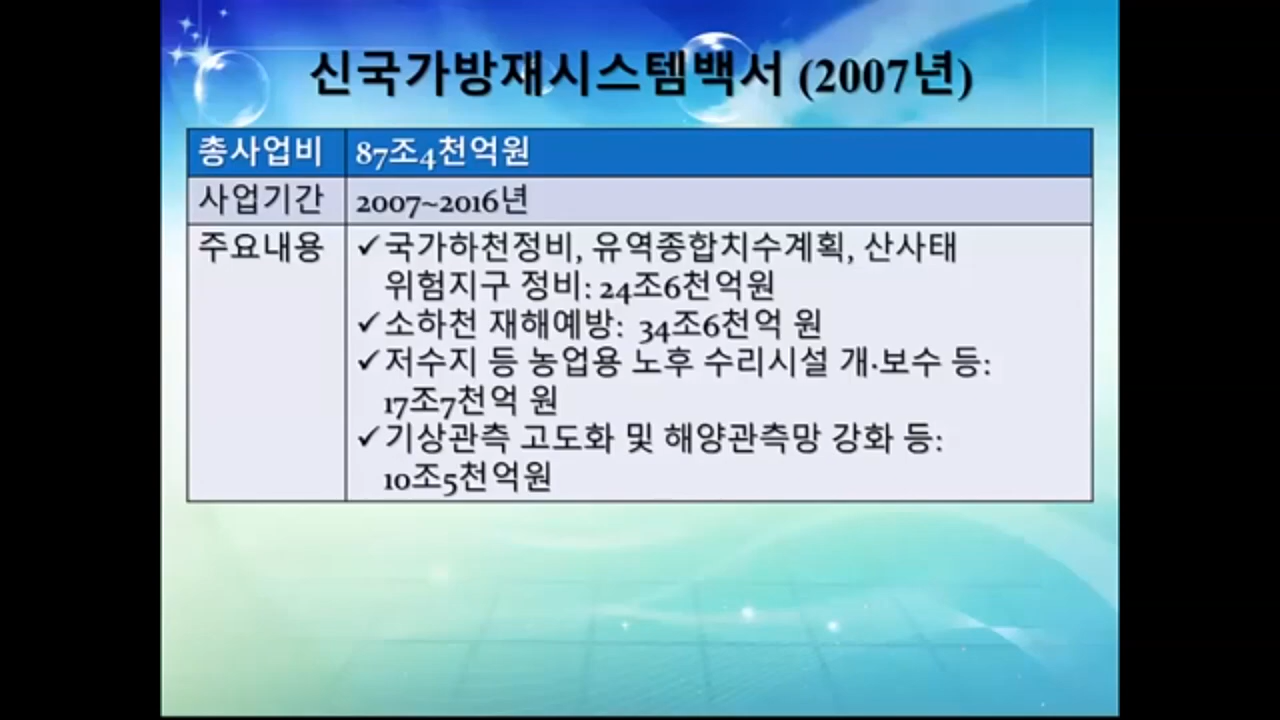 신국가방재시스템백서 (2007년)
총사업비 87조4천억원
사업기간 2007~2016년
주요내용 ✓국가하천정비, 유역종합치수계획, 산사태
위험지구 정비: 24조6천억원
✓소하천 재해예방: 34조6천억 원
✓저수지 등 농업용 노후 수리시설 개·보수 등:
17조7천억 원
✓기상관측 고도화 및 해양관측망 강화 등:
10조5천억원